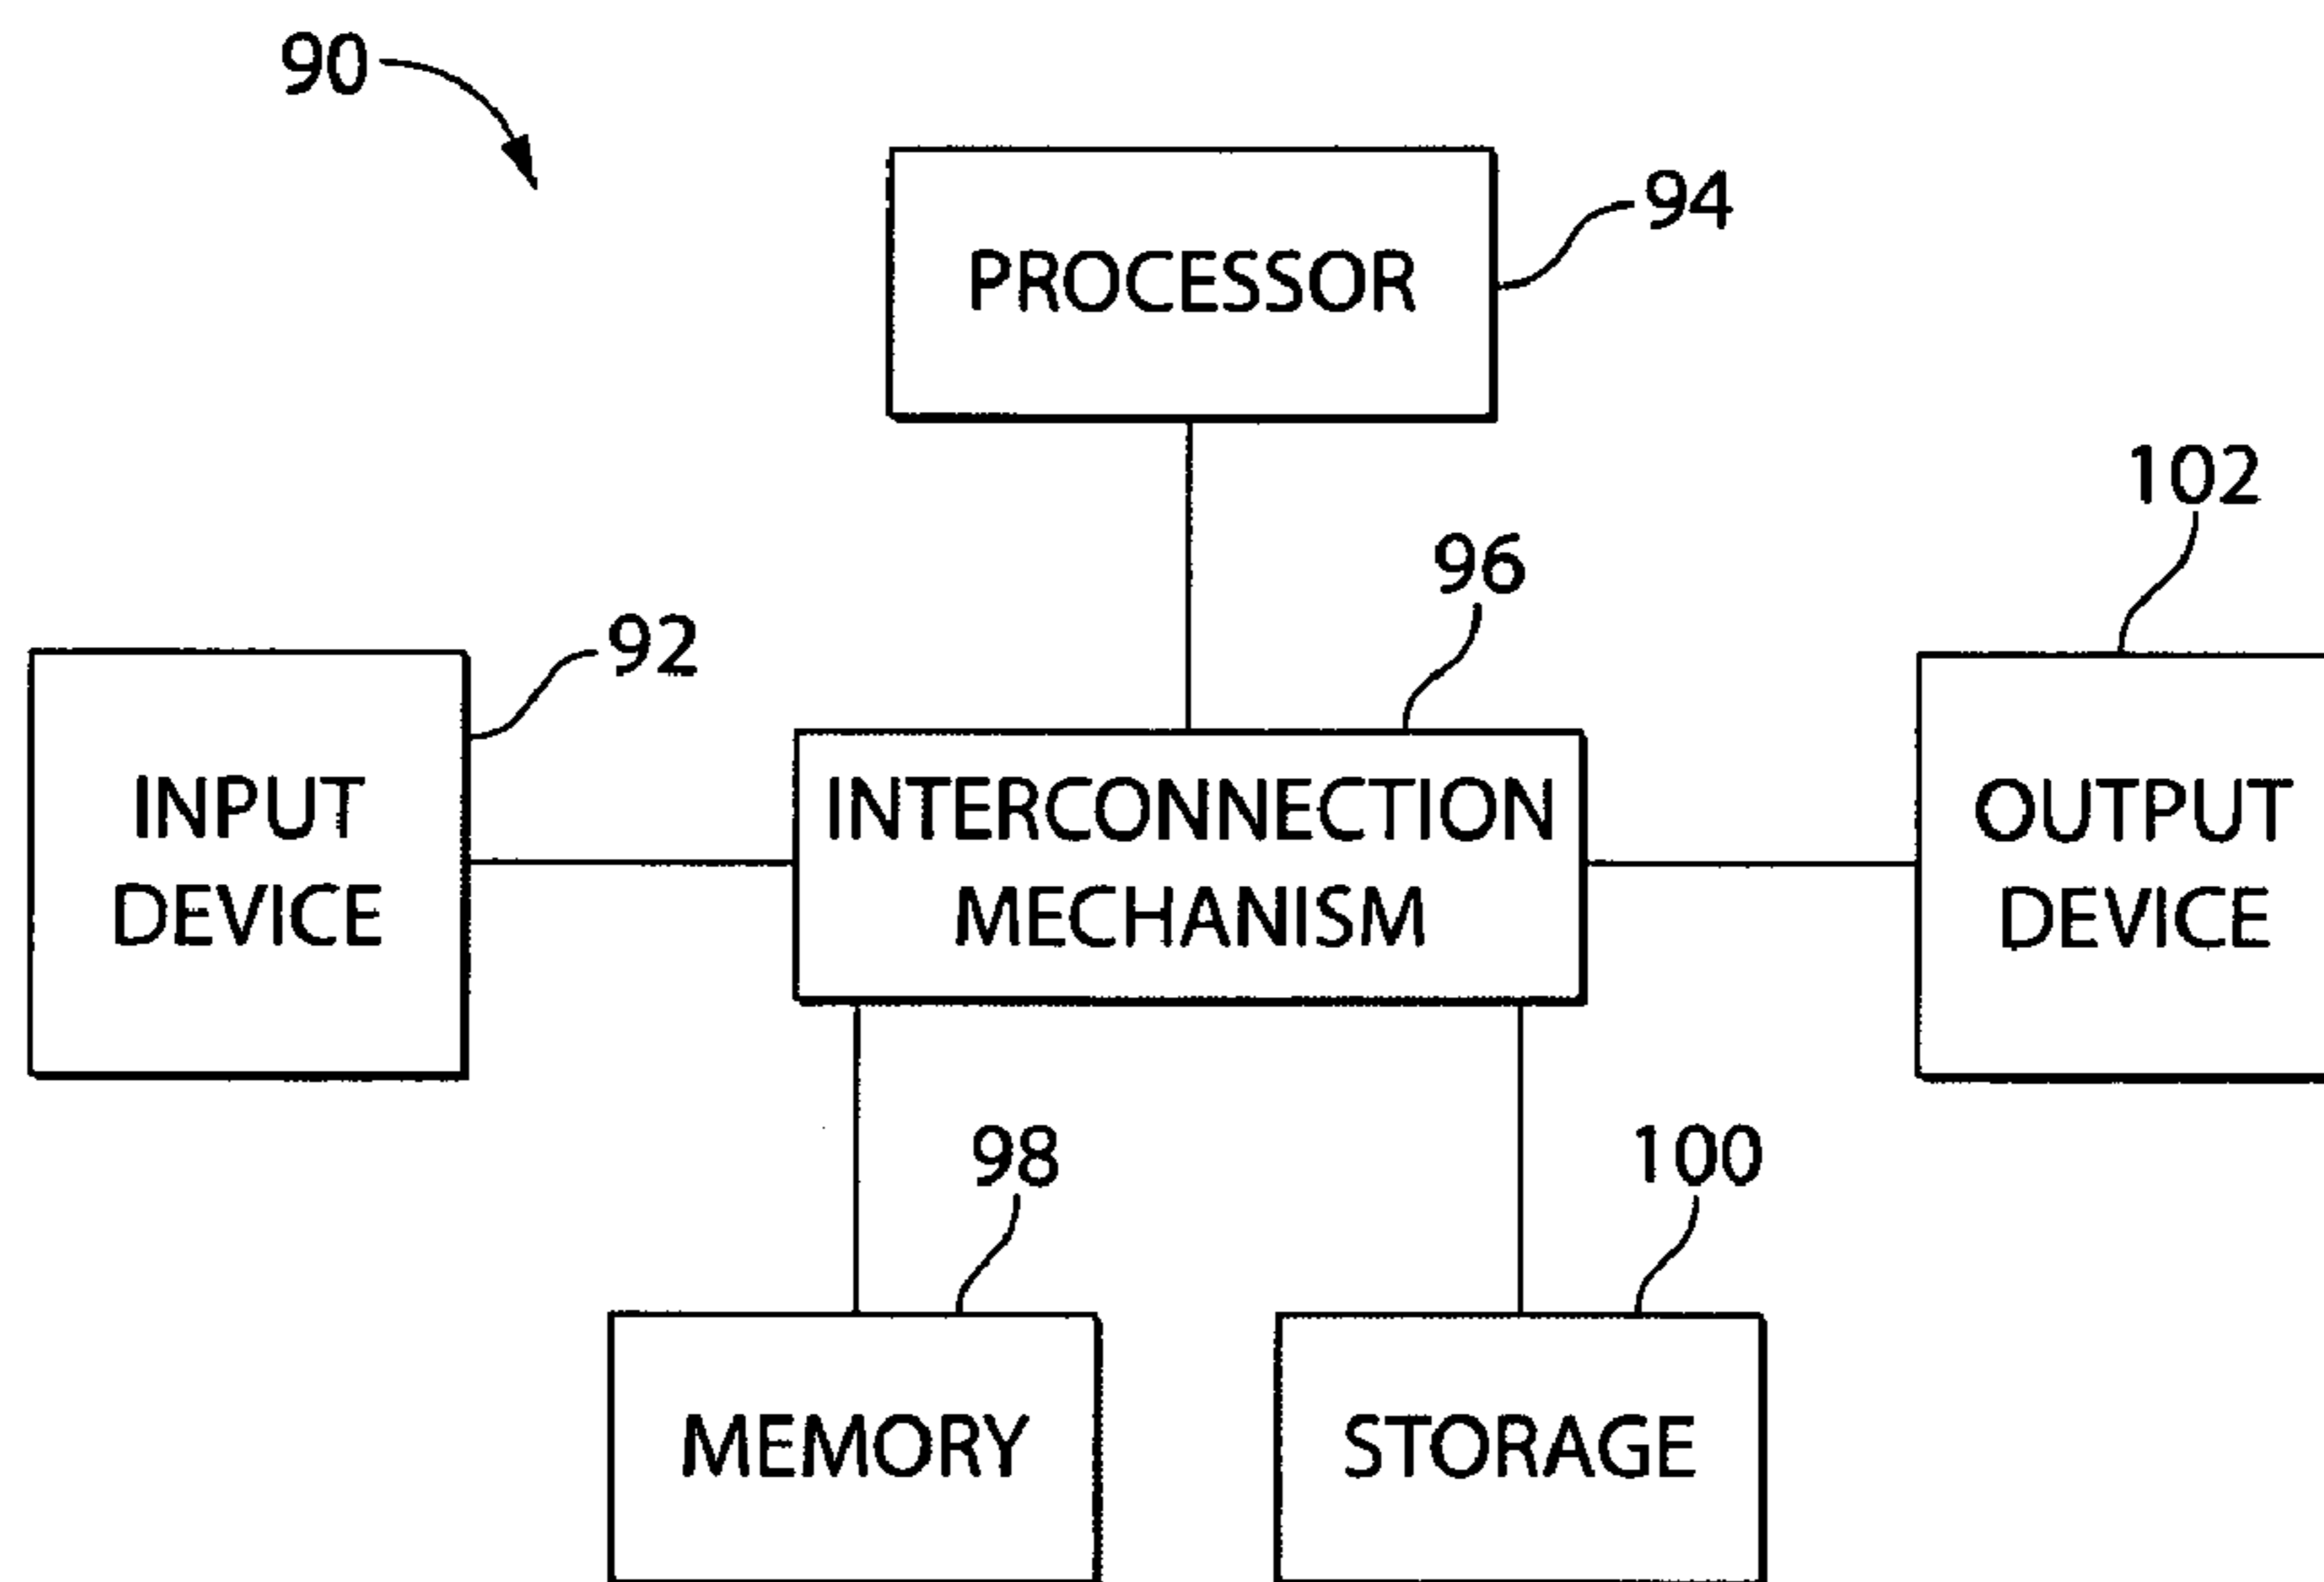 90
PROCESSOR
94
102
96
92
INPUT
DEVICE
INTERCONNECTION
MECHANISM
OUTPUT
DEVICE
98
100
MEMORY
STORAGE